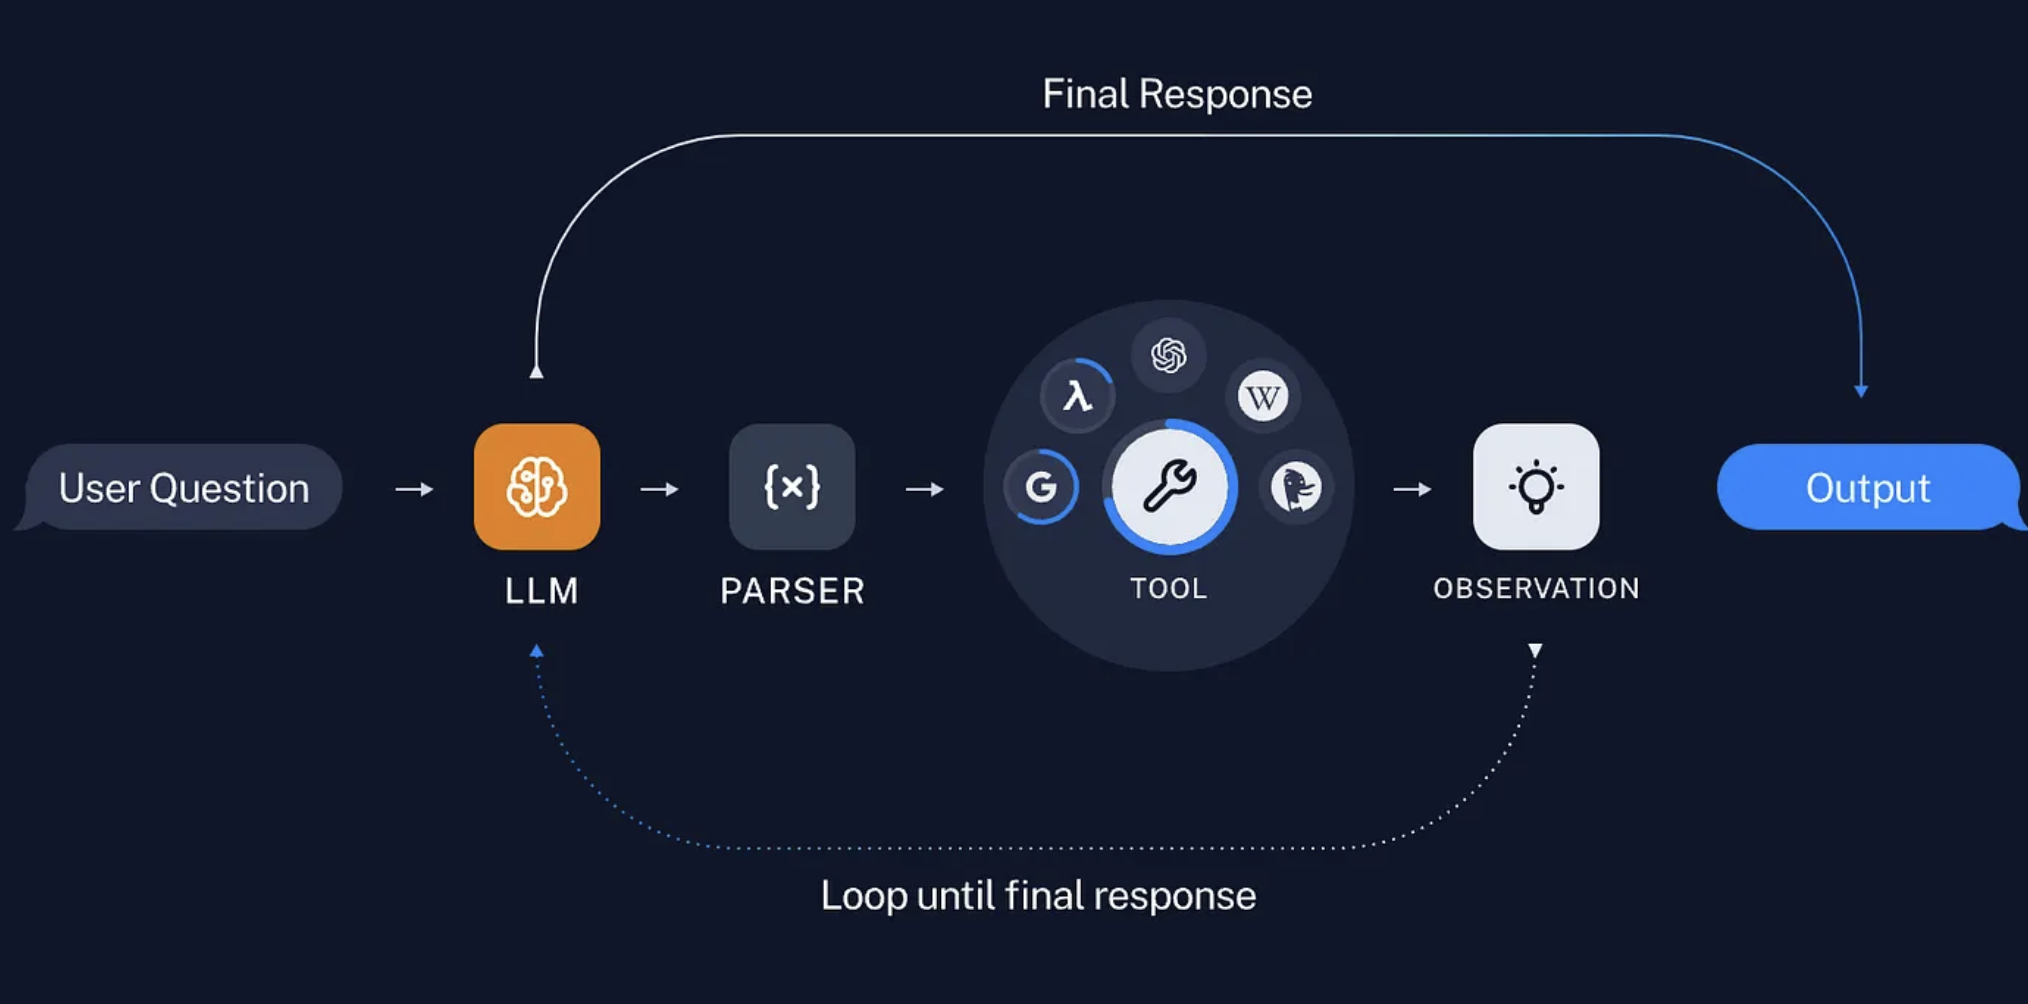 Final Response
λ
W
G
{x}
User Question
Output
LLM
PARSER
TOOL
OBSERVATION
Loop until final response